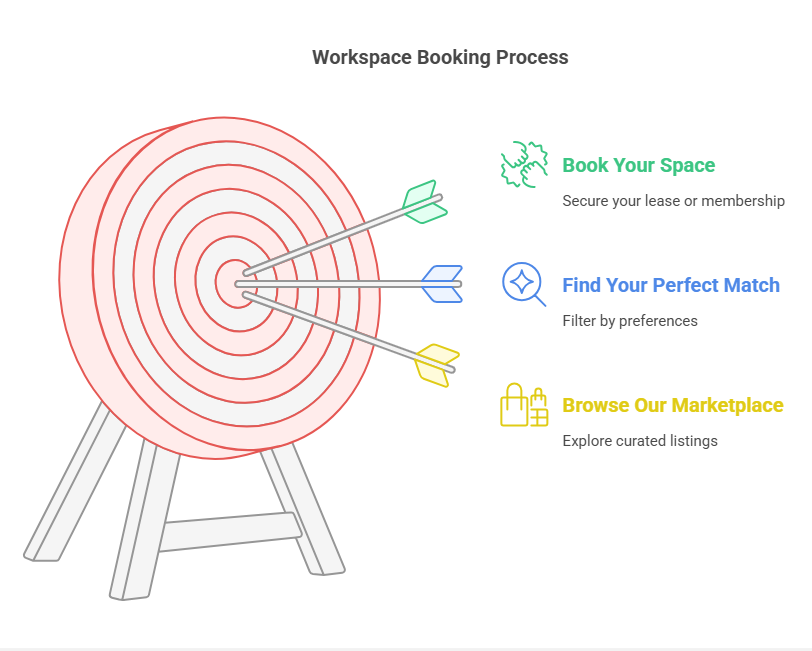 Workspace Booking Process
Book Your Space
Secure your lease or membership
Find Your Perfect Match
Filter by preferences
Browse Our Marketplace
Explore curated listings